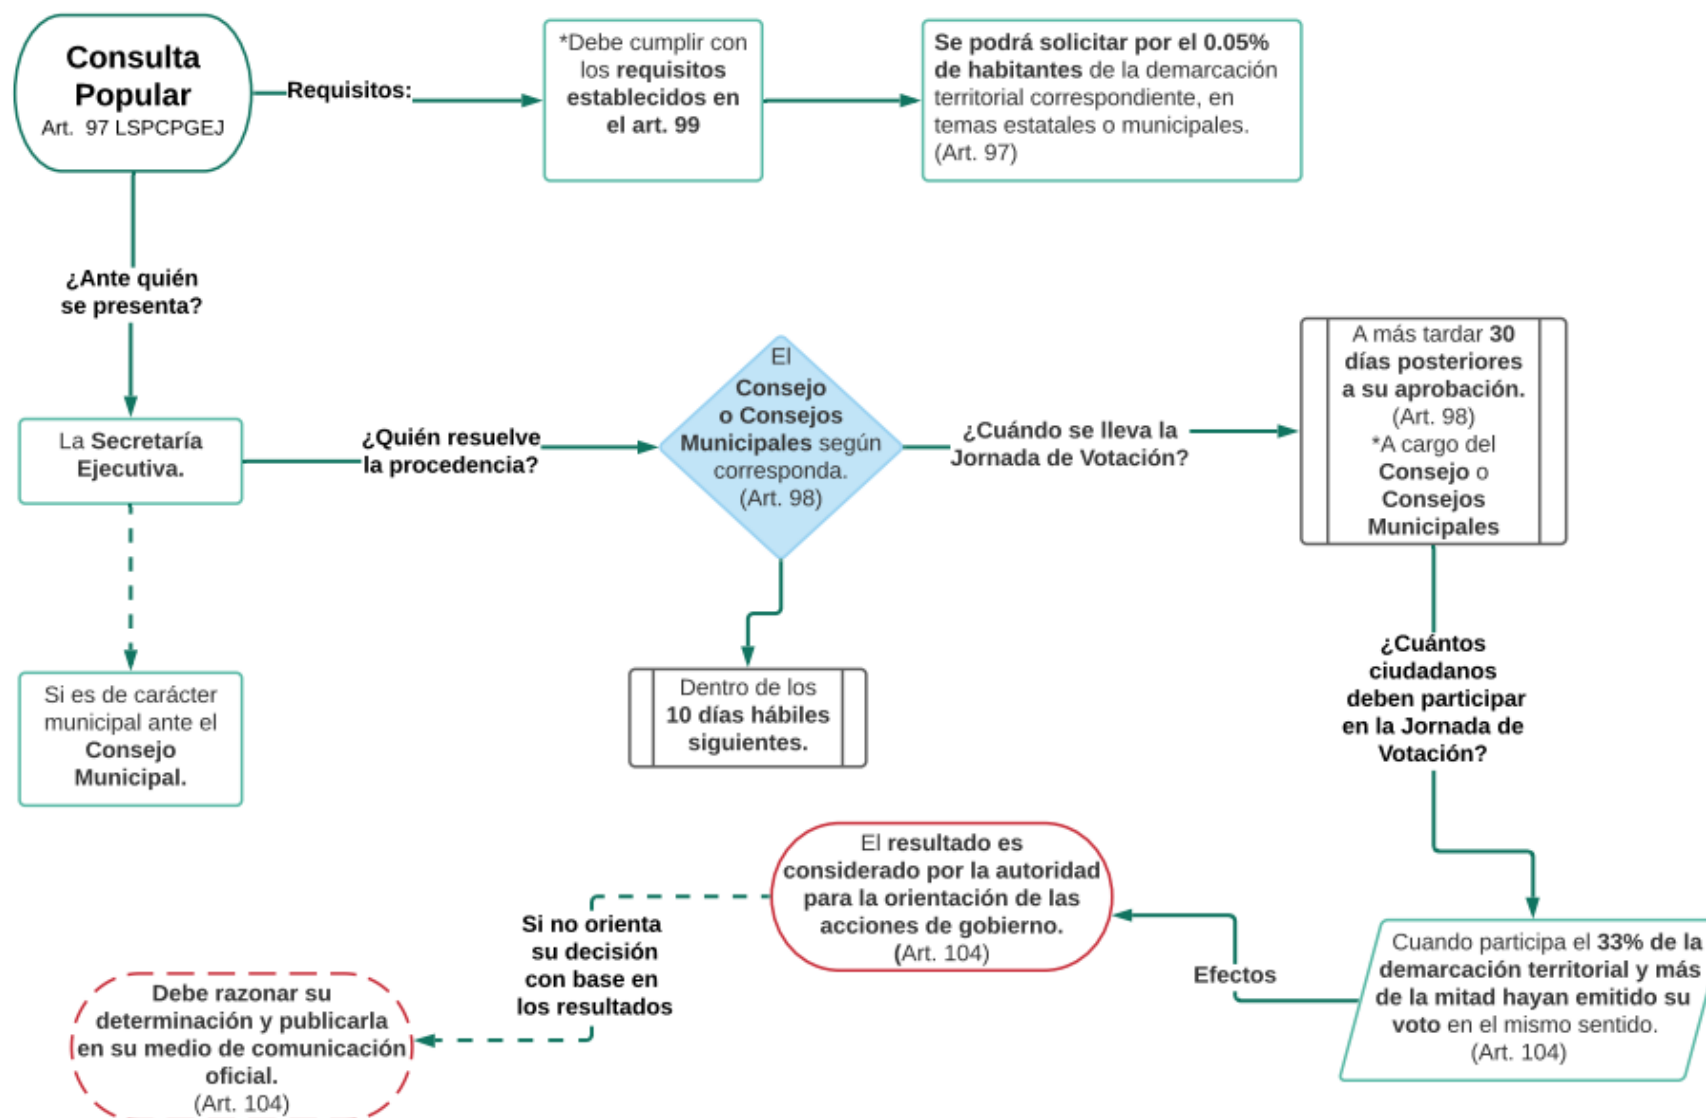 Consulta
Popular
Art. 97 LSPCPGEJ
Requisitos:
*Debe cumplir con
los requisitos
establecidos en
el art. 99
Se podrá solicitar por el 0.05%
de habitantes de la demarcación
territorial correspondiente, en
temas estatales o municipales.
(Art. 97)
¿Ante quién
se presenta?
La Secretaría
Ejecutiva.
Si es de carácter
municipal ante el
Consejo
Municipal.
¿Quién resuelve
la procedencia?
El
Consejo
o Consejos
Municipales según
corresponda.
(Art. 98)
Dentro de los
10 días hábiles
siguientes.
¿Cuándo se lleva la
Jornada de Votación?
A más tardar 30
días posteriores
a su aprobación.
(Art. 98)
*A cargo del
Consejo o
Consejos
Municipales
¿Cuántos
ciudadanos
deben participar
en la Jornada de
Votación?
Cuando participa el 33% de la
demarcación territorial y más
de la mitad hayan emitido su
voto en el mismo sentido.
(Art. 104)
Efectos
El resultado es
considerado por la autoridad
para la orientación de las
acciones de gobierno.
(Art. 104)
Si no orienta
su decisión
con base en
los resultados
Debe razonar su
determinación y publicarla
en su medio de comunicación
oficial.
(Art. 104)